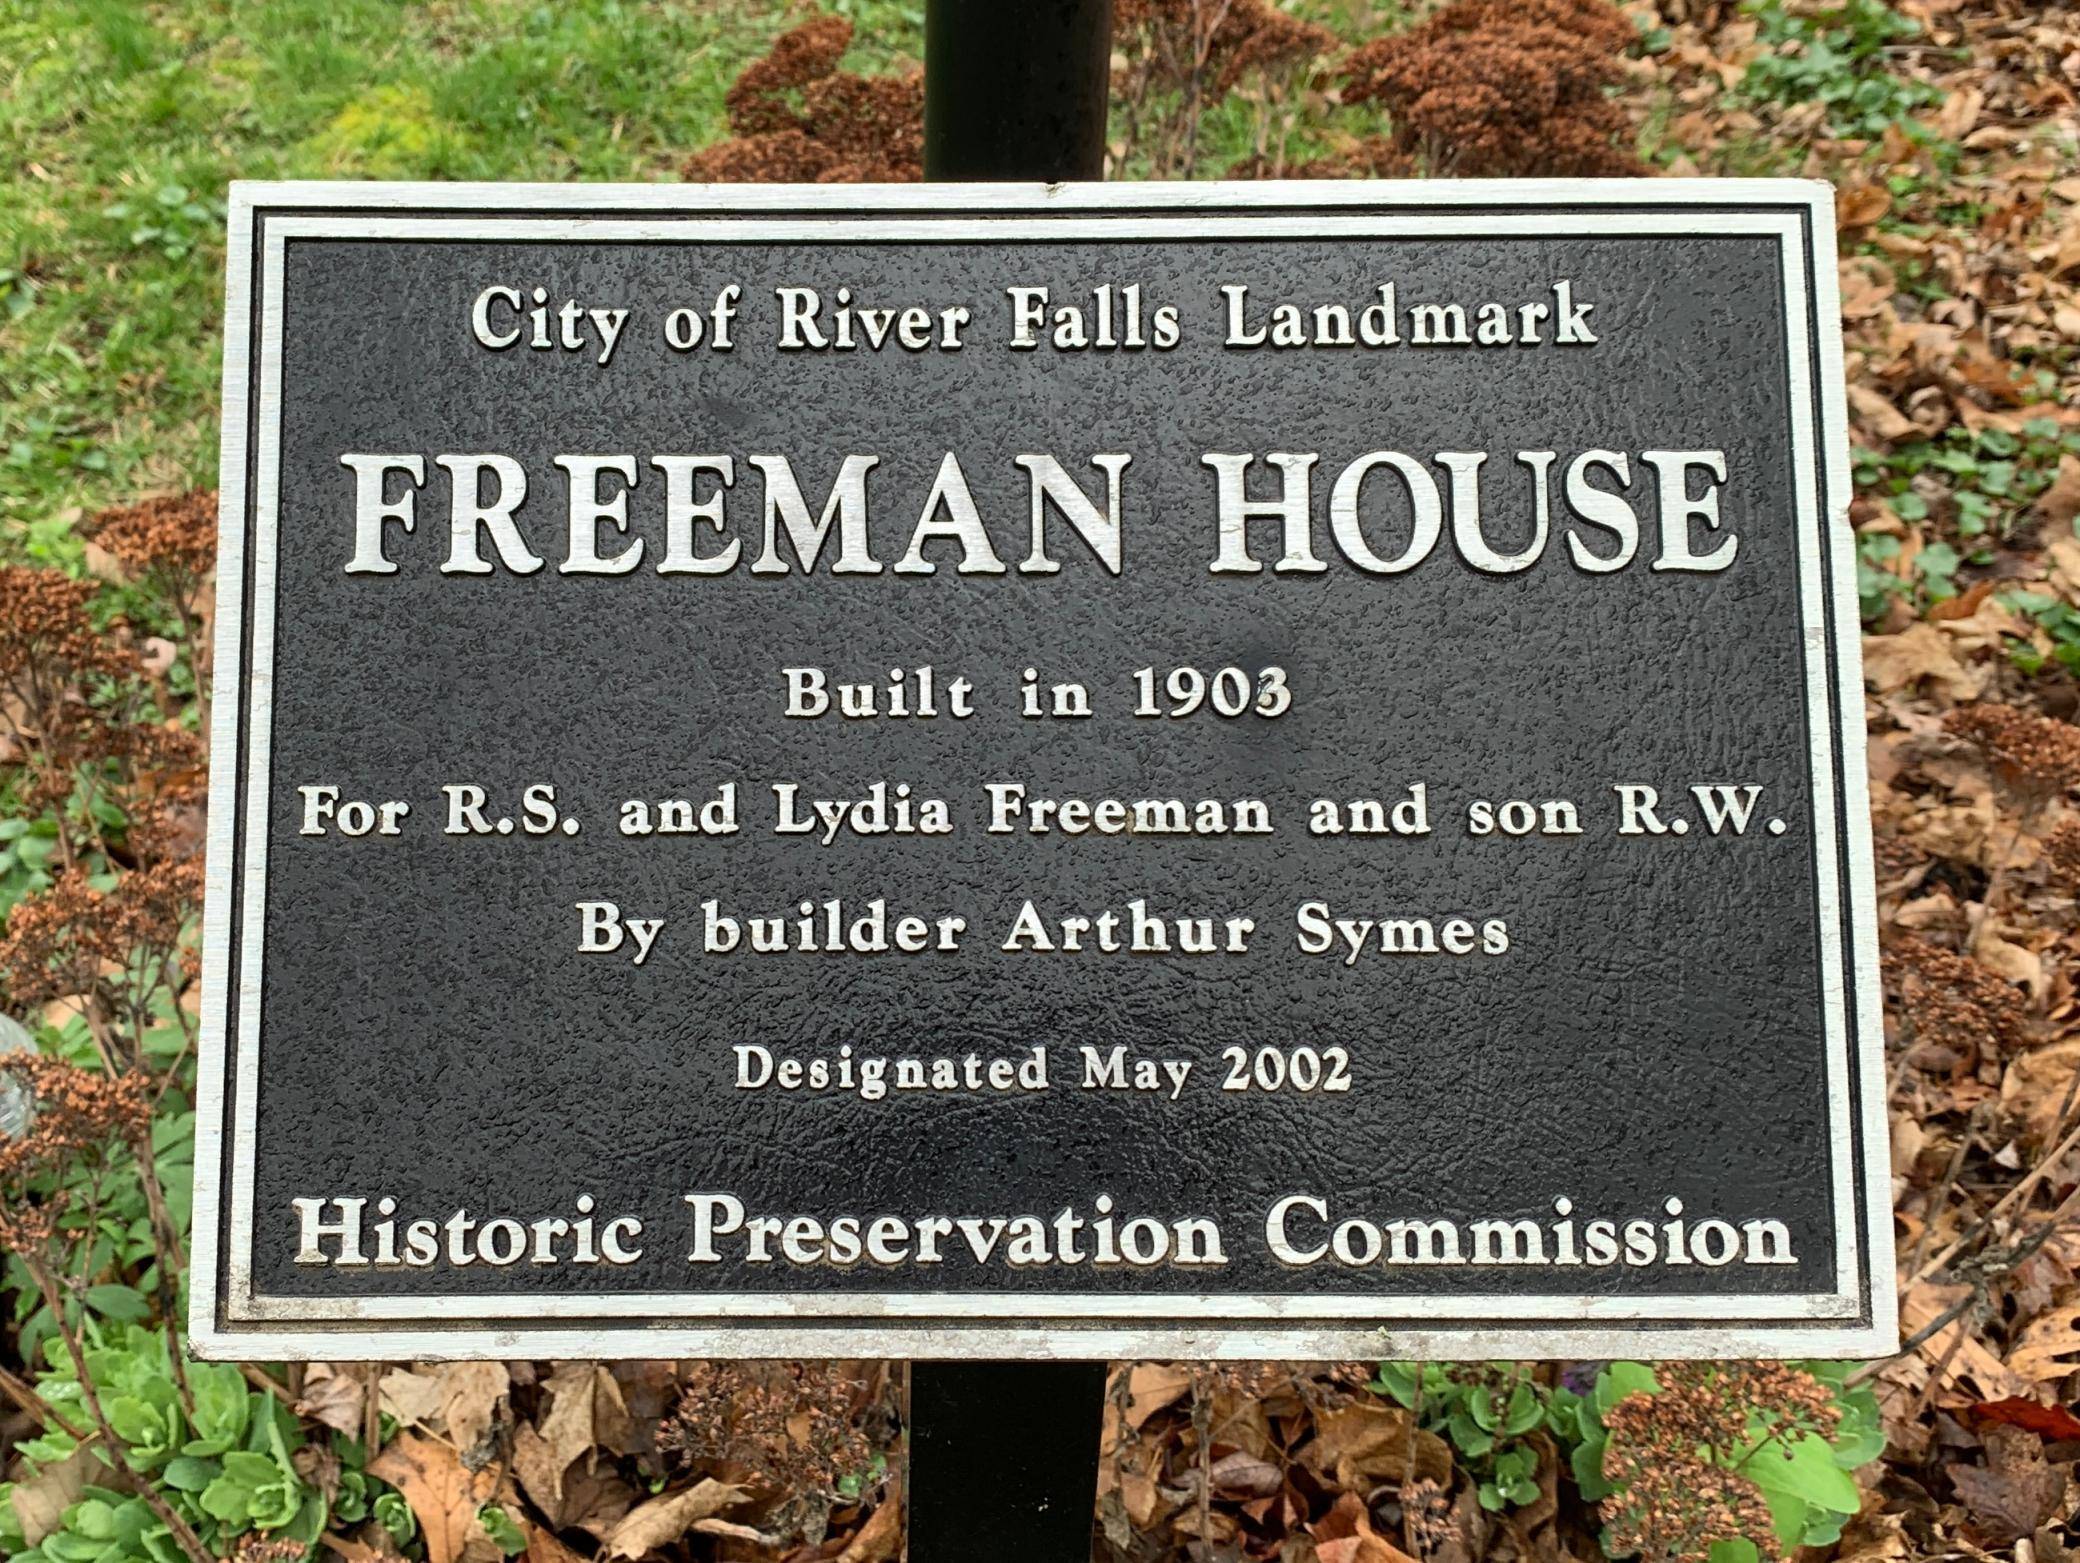 City of River Falls Landmark
FREEMAN HOUSE
Built in 1903
For R.S. and Lydia Freeman and son R.W.
By builder Arthur Symes
Designated May 2002
Historic Preservation Commission